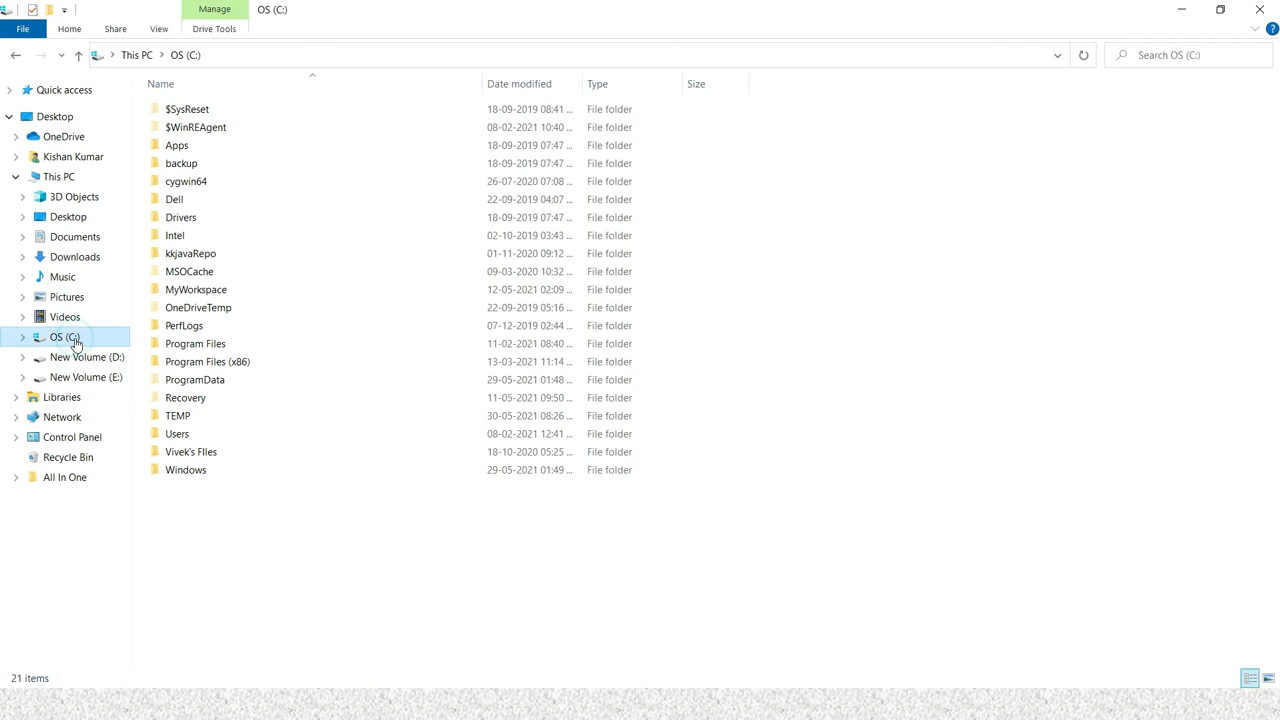 Manage
OS (C:)
File
Home
Share
View
Drive Tools
This PC
OS (C:)
Search OS (C:)
Quick access
Desktop
OneDrive
Kishan Kumar
This PC
3D Objects
Desktop
Documents
Downloads
Music
Pictures
Videos
OS (C:)
New Volume (D:)
New Volume (E:)
Libraries
Network
Control Panel
Recycle Bin
All In One
Name Date modified Type Size
$SysReset 18-09-2019 08:41 ... File folder
$WinREAgent 08-02-2021 10:40 ... File folder
Apps 18-09-2019 07:47 ... File folder
backup 18-09-2019 07:47 ... File folder
cygwin64 26-07-2020 07:08 ... File folder
Dell 22-09-2019 04:07 ... File folder
Drivers 18-09-2019 07:47 ... File folder
Intel 02-10-2019 03:43 ... File folder
kkjavaRepo 01-11-2020 09:12 ... File folder
MSOCache 09-03-2020 10:32 ... File folder
MyWorkspace 12-05-2021 02:09 ... File folder
OneDriveTemp 22-09-2019 05:16 ... File folder
PerfLogs 07-12-2019 02:44 ... File folder
Program Files 11-02-2021 08:40 ... File folder
Program Files (x86) 13-03-2021 11:14 ... File folder
ProgramData 29-05-2021 01:48 ... File folder
Recovery 11-05-2021 09:50 ... File folder
TEMP 30-05-2021 08:26 ... File folder
Users 08-02-2021 12:41 ... File folder
Vivek's FIles 18-10-2020 05:25 ... File folder
Windows 29-05-2021 01:49 ... File folder
21 items